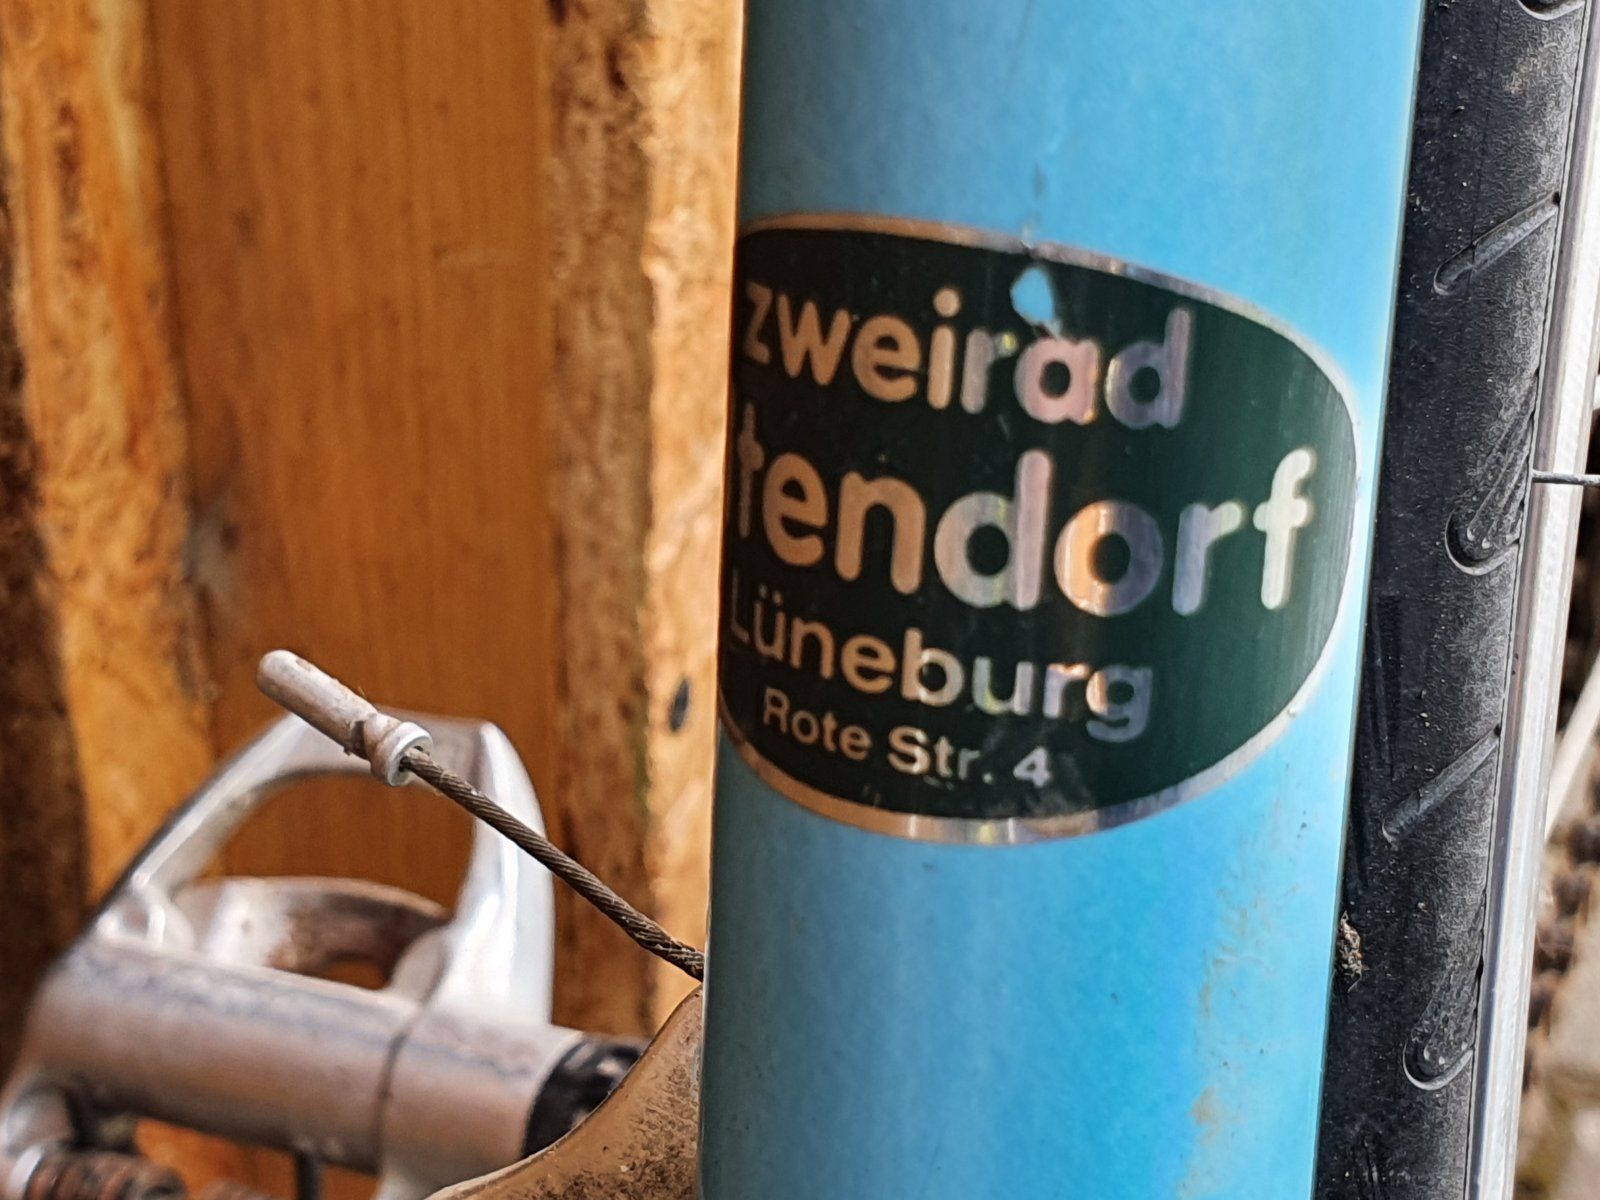 zweirad
tendorf
Lüneburg
Rote Str. 4